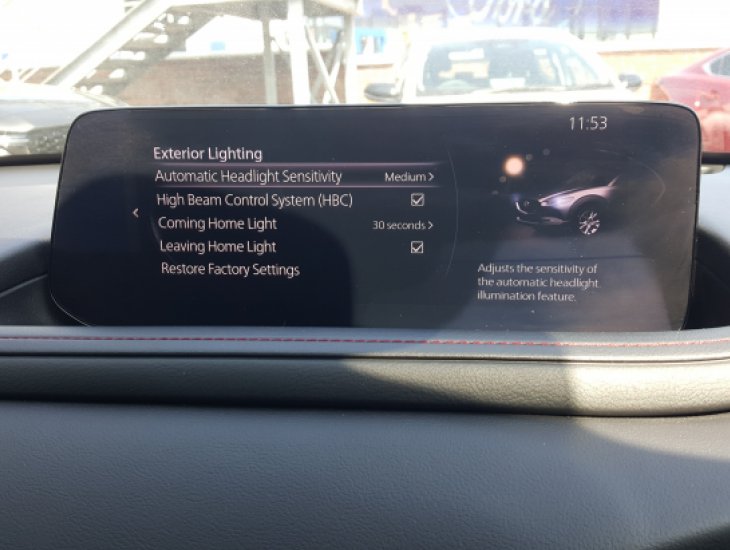 11:53
Exterior Lighting
Automatic Headlight Sensitivity Medium >
High Beam Control System (HBC)
Coming Home Light 30 seconds >
Leaving Home Light
Restore Factory Settings
Adjusts the sensitivity of
the automatic headlight
illumination feature.